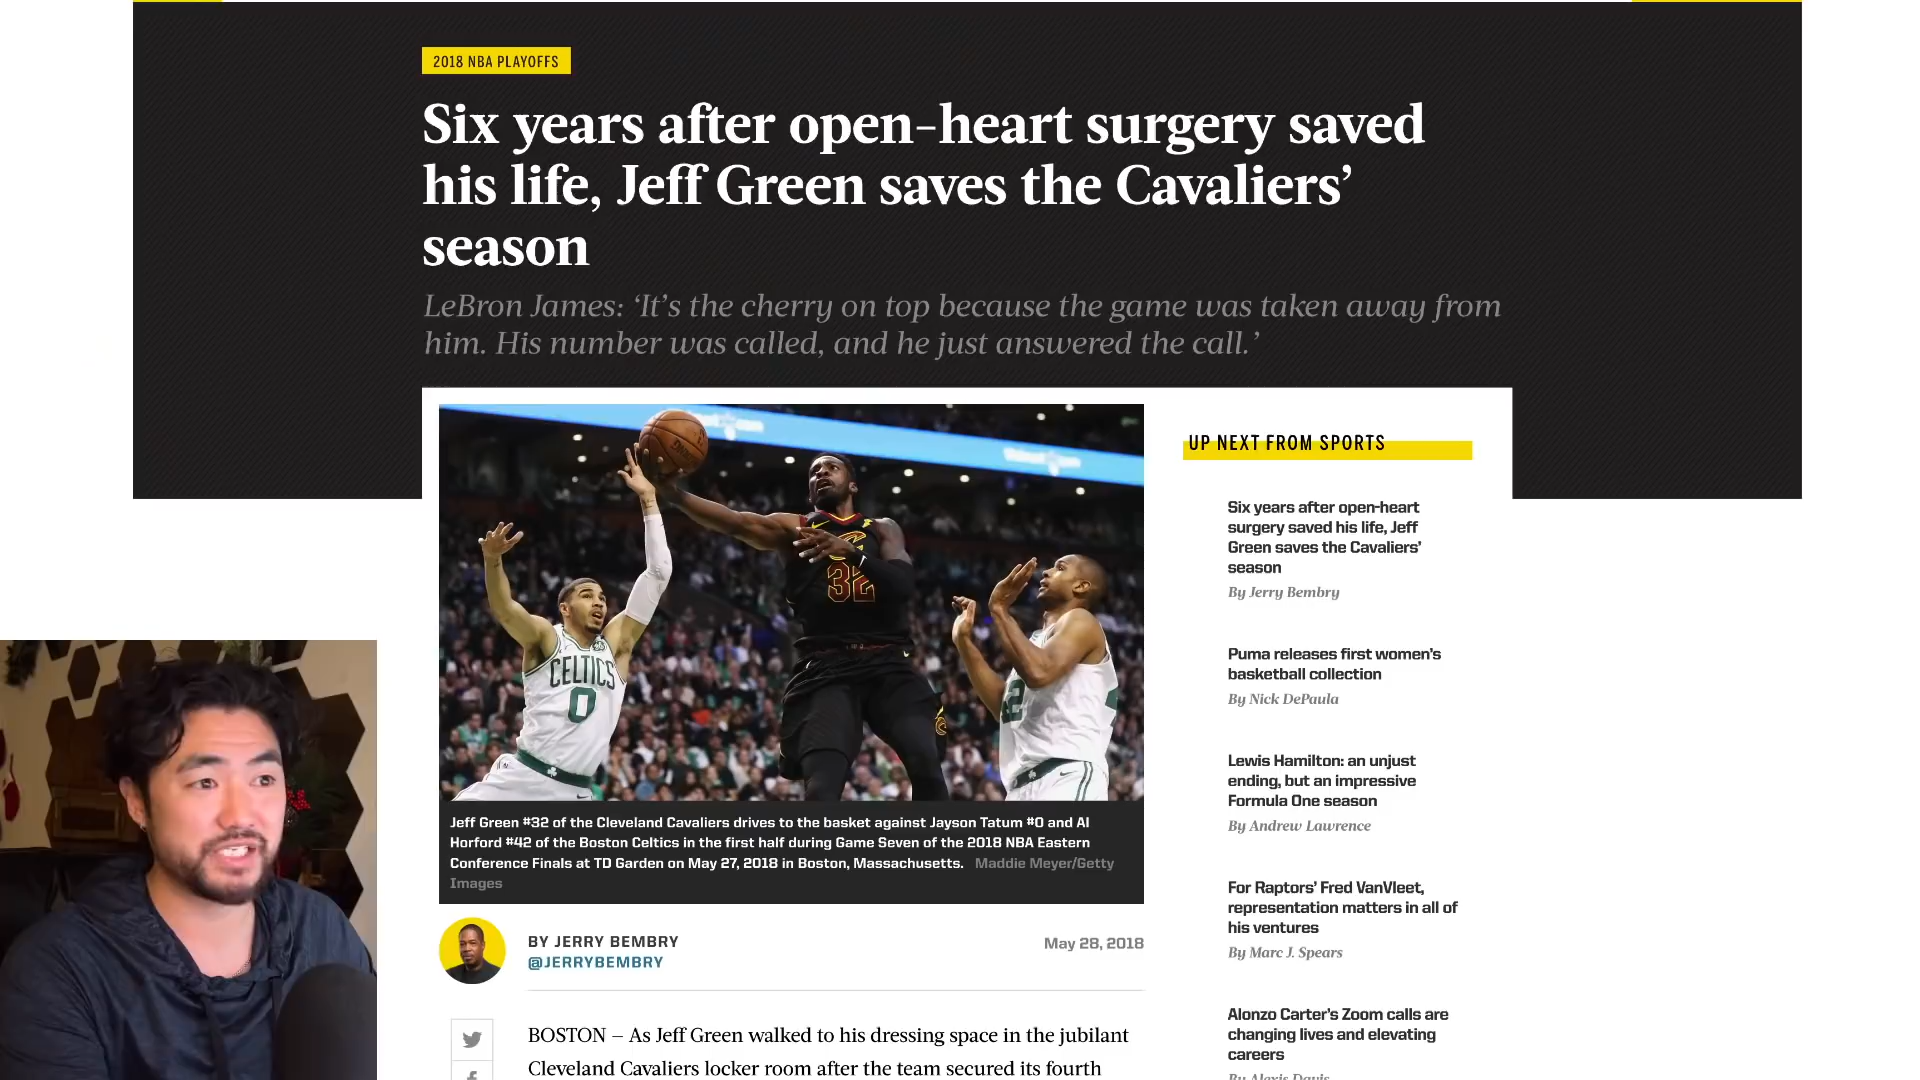 2018 NBA PLAYOFFS
Six years after open-heart surgery saved
his life, Jeff Green saves the Cavaliers’
season
LeBron James: ‘It’s the cherry on top because the game was taken away from
him. His number was called, and he just answered the call.’
CELTICS
0
32
Jeff Green #32 of the Cleveland Cavaliers drives to the basket against Jayson Tatum #0 and Al
Horford #42 of the Boston Celtics in the first half during Game Seven of the 2018 NBA Eastern
Conference Finals at TD Garden on May 27, 2018 in Boston, Massachusetts. Maddie Meyer/Getty
Images
BY JERRY BEMBRY
@JERRYBEMBRY
May 28, 2018
BOSTON – As Jeff Green walked to his dressing space in the jubilant
Cleveland Cavaliers locker room after the team secured its fourth
UP NEXT FROM SPORTS
Six years after open-heart
surgery saved his life, Jeff
Green saves the Cavaliers’
season
By Jerry Bembry
Puma releases first women’s
basketball collection
By Nick DePaula
Lewis Hamilton: an unjust
ending, but an impressive
Formula One season
By Andrew Lawrence
For Raptors’ Fred VanVleet,
representation matters in all of
his ventures
By Marc J. Spears
Alonzo Carter’s Zoom calls are
changing lives and elevating
careers
By Alexis Davis